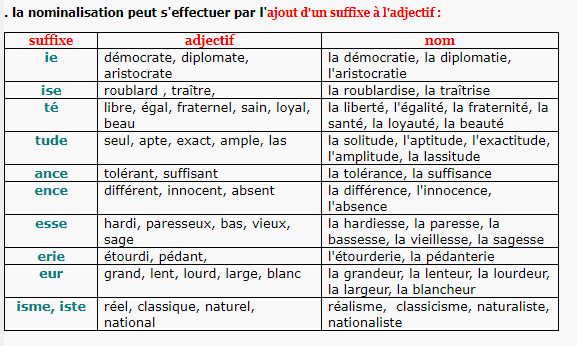 . la nominalisation peut s'effectuer par l'ajout d'un suffixe à l'adjectif :
suffixe adjectif nom
ie démocrate, diplomate, aristocrate la démocratie, la diplomatie, l'aristocratie
ise roublard , traître, la roublardise, la traîtrise
té libre, égal, fraternel, sain, loyal, beau la liberté, l'égalité, la fraternité, la santé, la loyauté, la beauté
tude seul, apte, exact, ample, las la solitude, l'aptitude, l'exactitude, l'amplitude, la lassitude
ance tolérant, suffisant la tolérance, la suffisance
ence différent, innocent, absent la différence, l'innocence, l'absence
esse hardi, paresseux, bas, vieux, sage la hardiesse, la paresse, la bassesse, la vieillesse, la sagesse
erie étourdi, pédant, l'étourderie, la pédanterie
eur grand, lent, lourd, large, blanc la grandeur, la lenteur, la lourdeur, la largeur, la blancheur
isme, iste réel, classique, naturel, national réalisme, classicisme, naturaliste, nationaliste